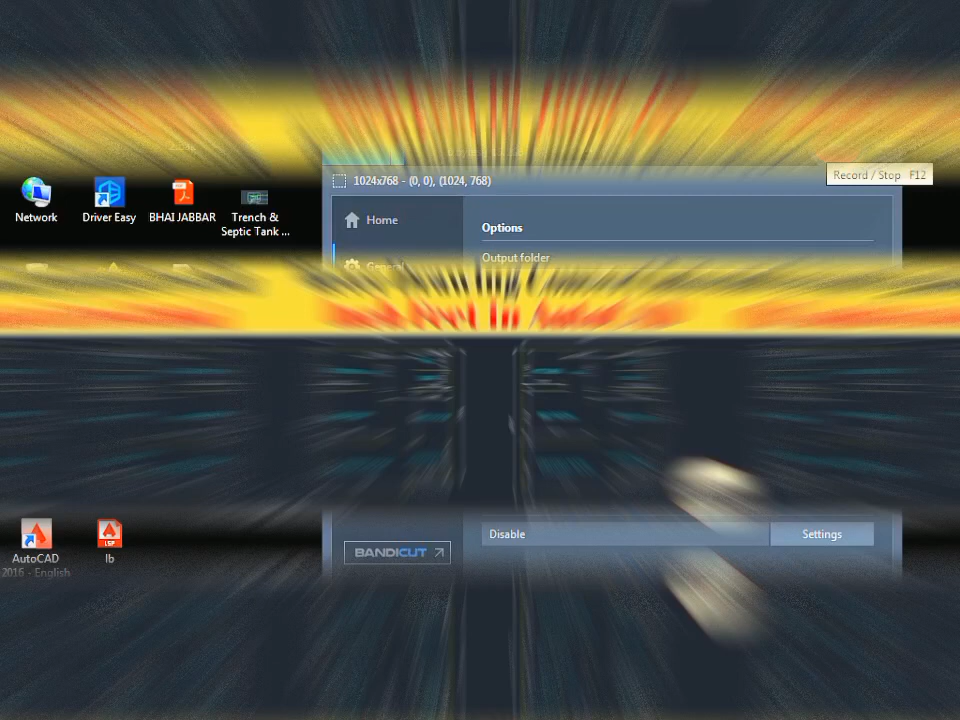 1024x768 - (0, 0), (1024, 768)
Record / Stop F12
Network
Driver Easy
BHAI JABBAR
Trench &
Septic Tank ...
Home
Options
Output folder
General
Disable
Settings
BANDICUT
AutoCAD
2016 - English
lb